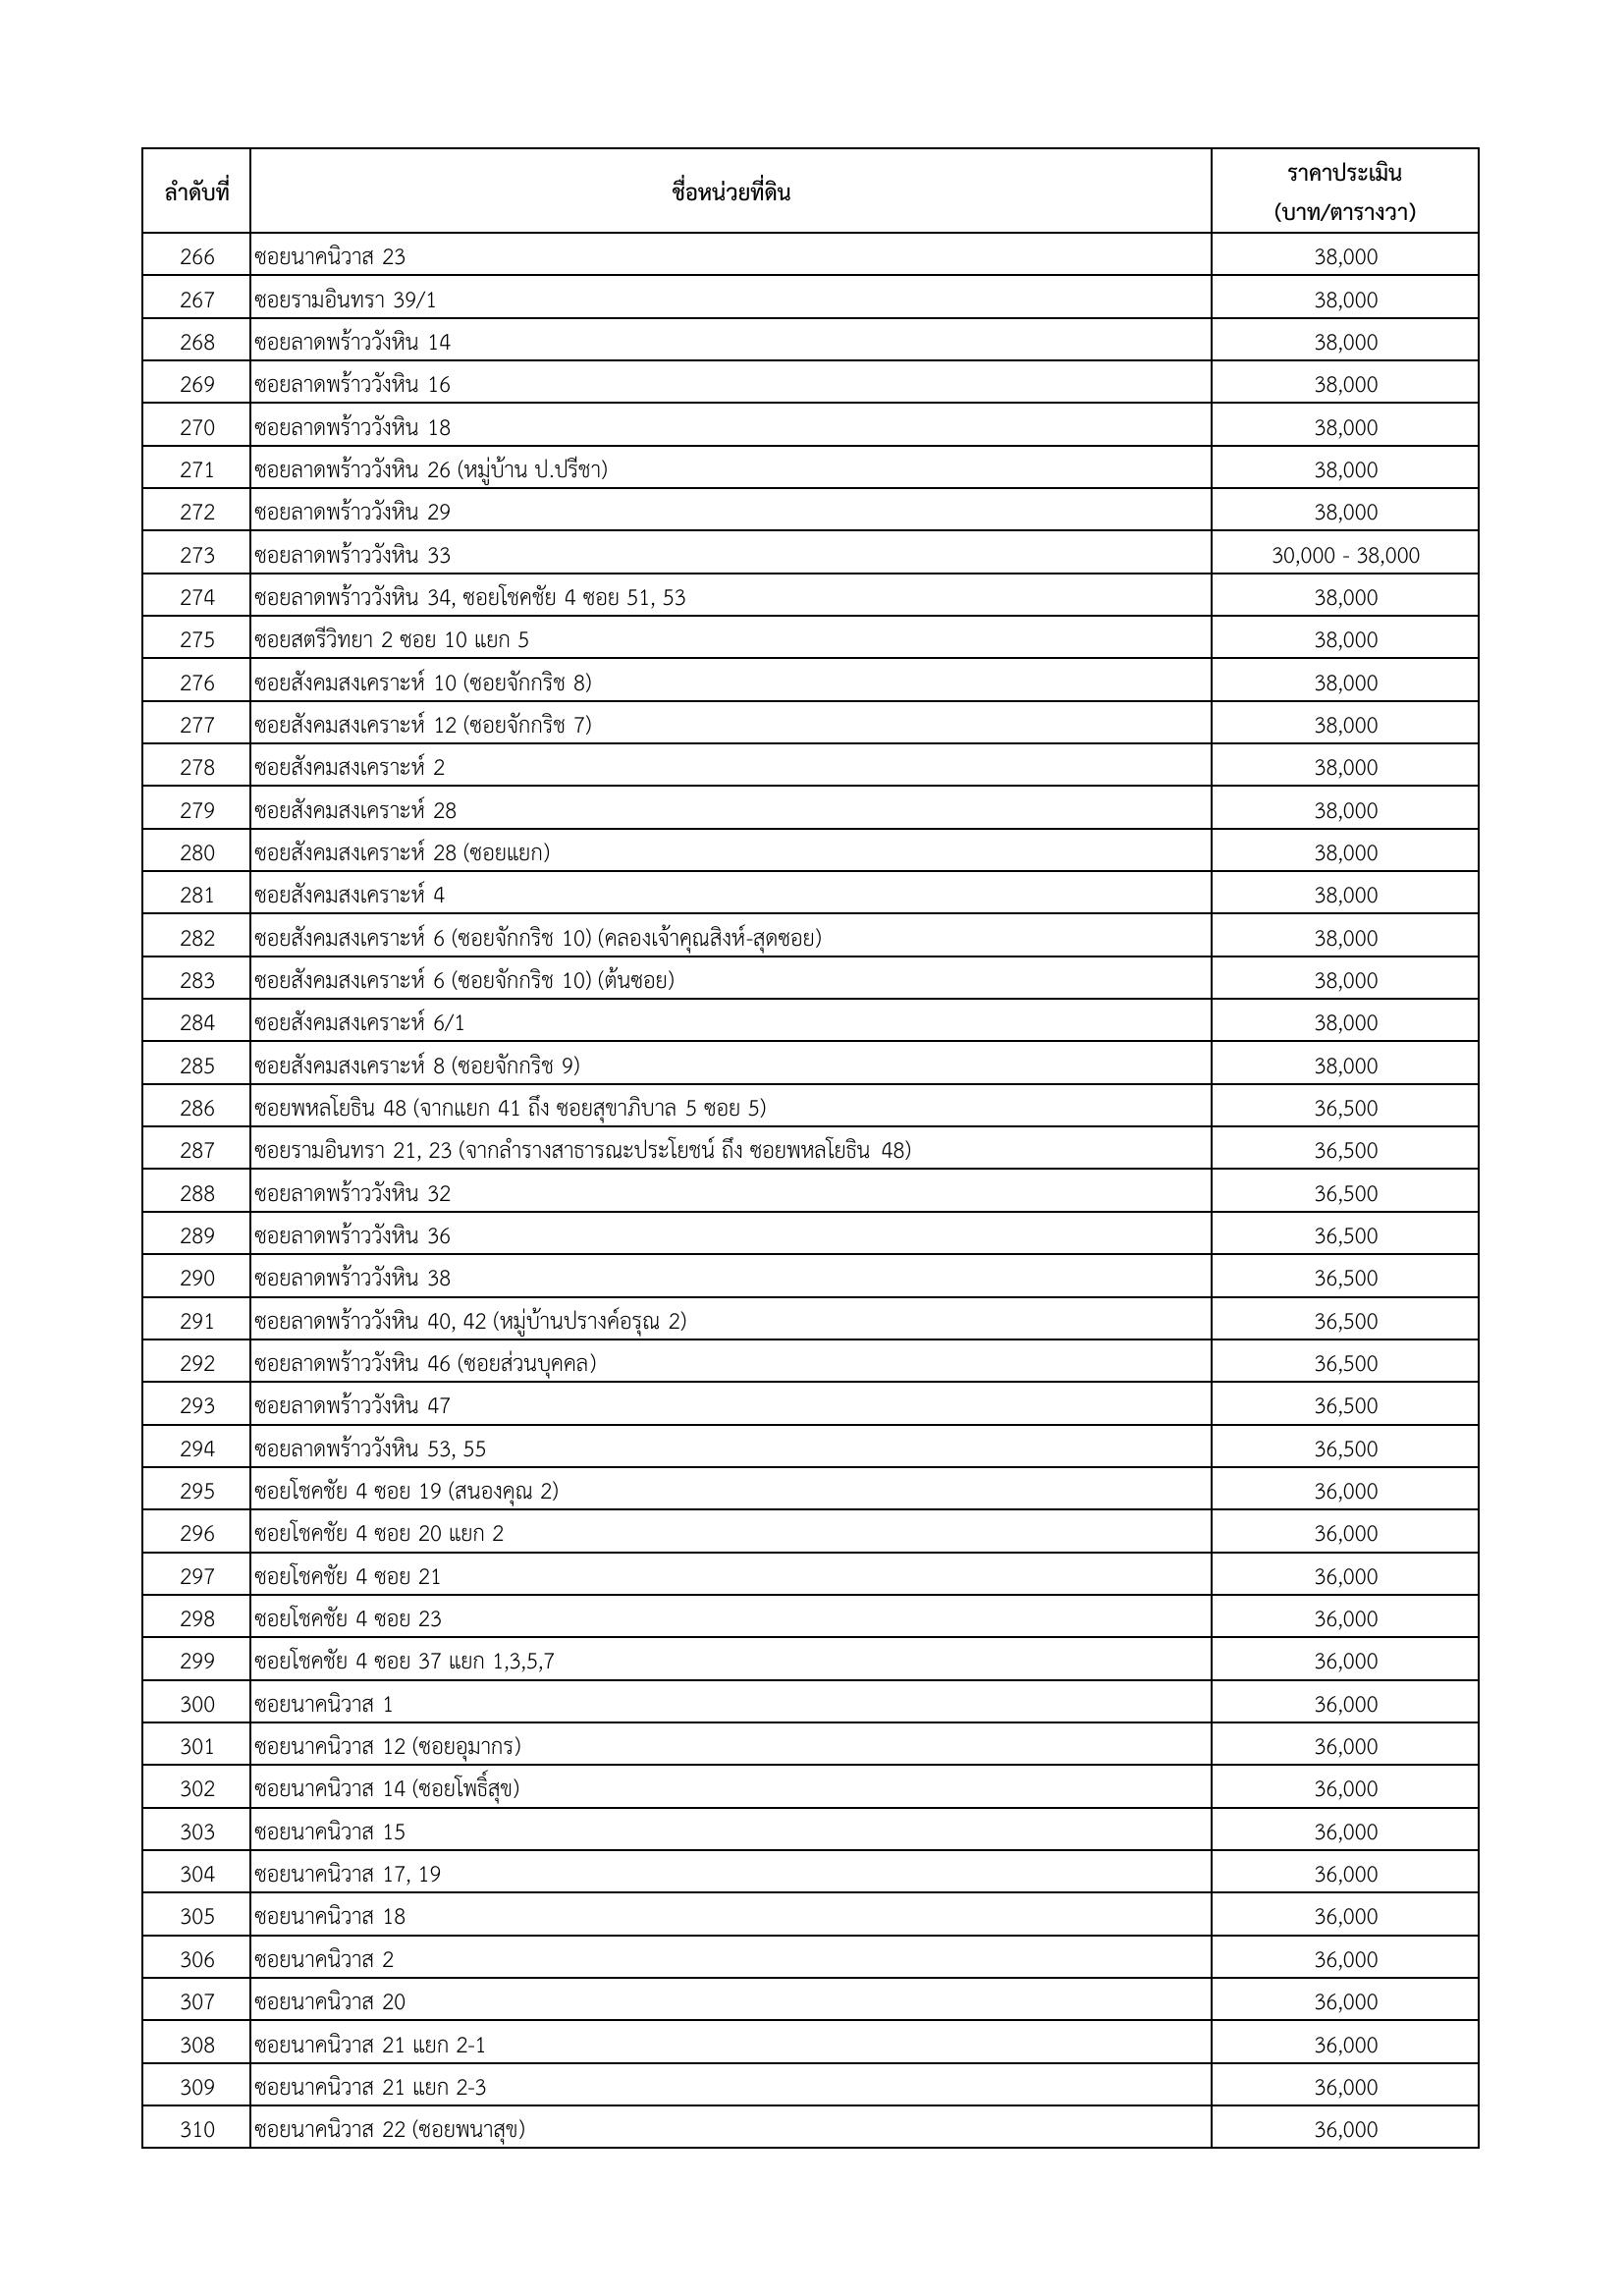 ลำดับที่ ชื่อหน่วยที่ดิน ราคาประเมิน
(บาท/ตารางวา)
266 ซอยนาคนิวาส 23 38,000
267 ซอยรามอินทรา 39/1 38,000
268 ซอยลาดพร้าววังหิน 14 38,000
269 ซอยลาดพร้าววังหิน 16 38,000
270 ซอยลาดพร้าววังหิน 18 38,000
271 ซอยลาดพร้าววังหิน 26 (หมู่บ้าน ป.ปรีชา) 38,000
272 ซอยลาดพร้าววังหิน 29 38,000
273 ซอยลาดพร้าววังหิน 33 30,000 - 38,000
274 ซอยลาดพร้าววังหิน 34, ซอยโชคชัย 4 ซอย 51, 53 38,000
275 ซอยสตรีวิทยา 2 ซอย 10 แยก 5 38,000
276 ซอยสังคมสงเคราะห์ 10 (ซอยจักกริช 8) 38,000
277 ซอยสังคมสงเคราะห์ 12 (ซอยจักกริช 7) 38,000
278 ซอยสังคมสงเคราะห์ 2 38,000
279 ซอยสังคมสงเคราะห์ 28 38,000
280 ซอยสังคมสงเคราะห์ 28 (ซอยแยก) 38,000
281 ซอยสังคมสงเคราะห์ 4 38,000
282 ซอยสังคมสงเคราะห์ 6 (ซอยจักกริช 10) (คลองเจ้าคุณสิงห์-สุดซอย) 38,000
283 ซอยสังคมสงเคราะห์ 6 (ซอยจักกริช 10) (ต้นซอย) 38,000
284 ซอยสังคมสงเคราะห์ 6/1 38,000
285 ซอยสังคมสงเคราะห์ 8 (ซอยจักกริช 9) 38,000
286 ซอยพหลโยธิน 48 (จากแยก 41 ถึง ซอยสุขาภิบาล 5 ซอย 5) 36,500
287 ซอยรามอินทรา 21, 23 (จากลำรางสาธารณะประโยชน์ ถึง ซอยพหลโยธิน 48) 36,500
288 ซอยลาดพร้าววังหิน 32 36,500
289 ซอยลาดพร้าววังหิน 36 36,500
290 ซอยลาดพร้าววังหิน 38 36,500
291 ซอยลาดพร้าววังหิน 40, 42 (หมู่บ้านปรางค์อรุณ 2) 36,500
292 ซอยลาดพร้าววังหิน 46 (ซอยส่วนบุคคล) 36,500
293 ซอยลาดพร้าววังหิน 47 36,500
294 ซอยลาดพร้าววังหิน 53, 55 36,500
295 ซอยโชคชัย 4 ซอย 19 (สนองคุณ 2) 36,000
296 ซอยโชคชัย 4 ซอย 20 แยก 2 36,000
297 ซอยโชคชัย 4 ซอย 21 36,000
298 ซอยโชคชัย 4 ซอย 23 36,000
299 ซอยโชคชัย 4 ซอย 37 แยก 1,3,5,7 36,000
300 ซอยนาคนิวาส 1 36,000
301 ซอยนาคนิวาส 12 (ซอยอุมากร) 36,000
302 ซอยนาคนิวาส 14 (ซอยโพธิ์สุข) 36,000
303 ซอยนาคนิวาส 15 36,000
304 ซอยนาคนิวาส 17, 19 36,000
305 ซอยนาคนิวาส 18 36,000
306 ซอยนาคนิวาส 2 36,000
307 ซอยนาคนิวาส 20 36,000
308 ซอยนาคนิวาส 21 แยก 2-1 36,000
309 ซอยนาคนิวาส 21 แยก 2-3 36,000
310 ซอยนาคนิวาส 22 (ซอยพนาสุข) 36,000